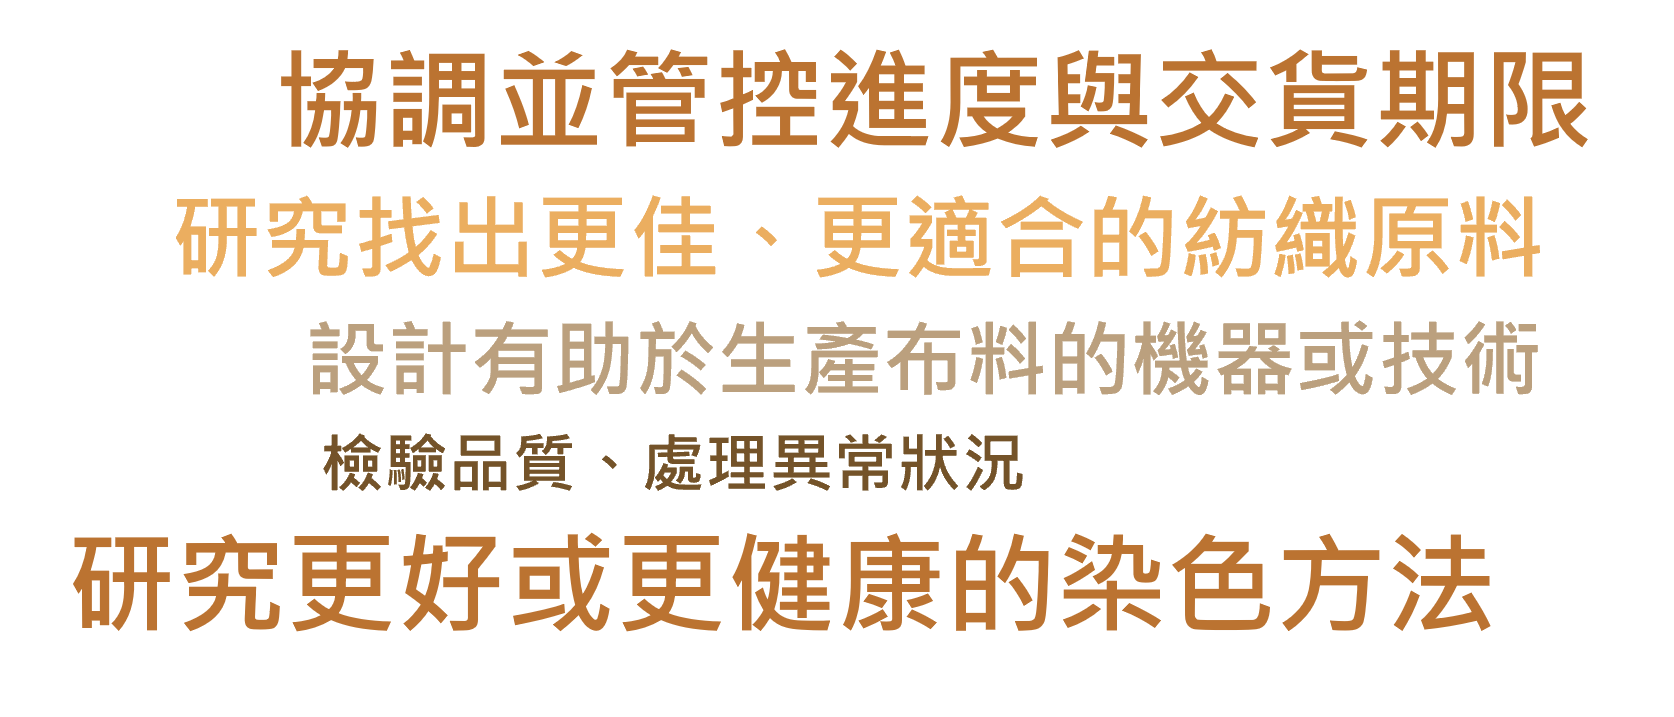 協調並管控進度與交貨期限
研究找出更佳、更適合的紡織原料
設計有助於生產布料的機器或技術
檢驗品質、處理異常狀況
研究更好或更健康的染色方法